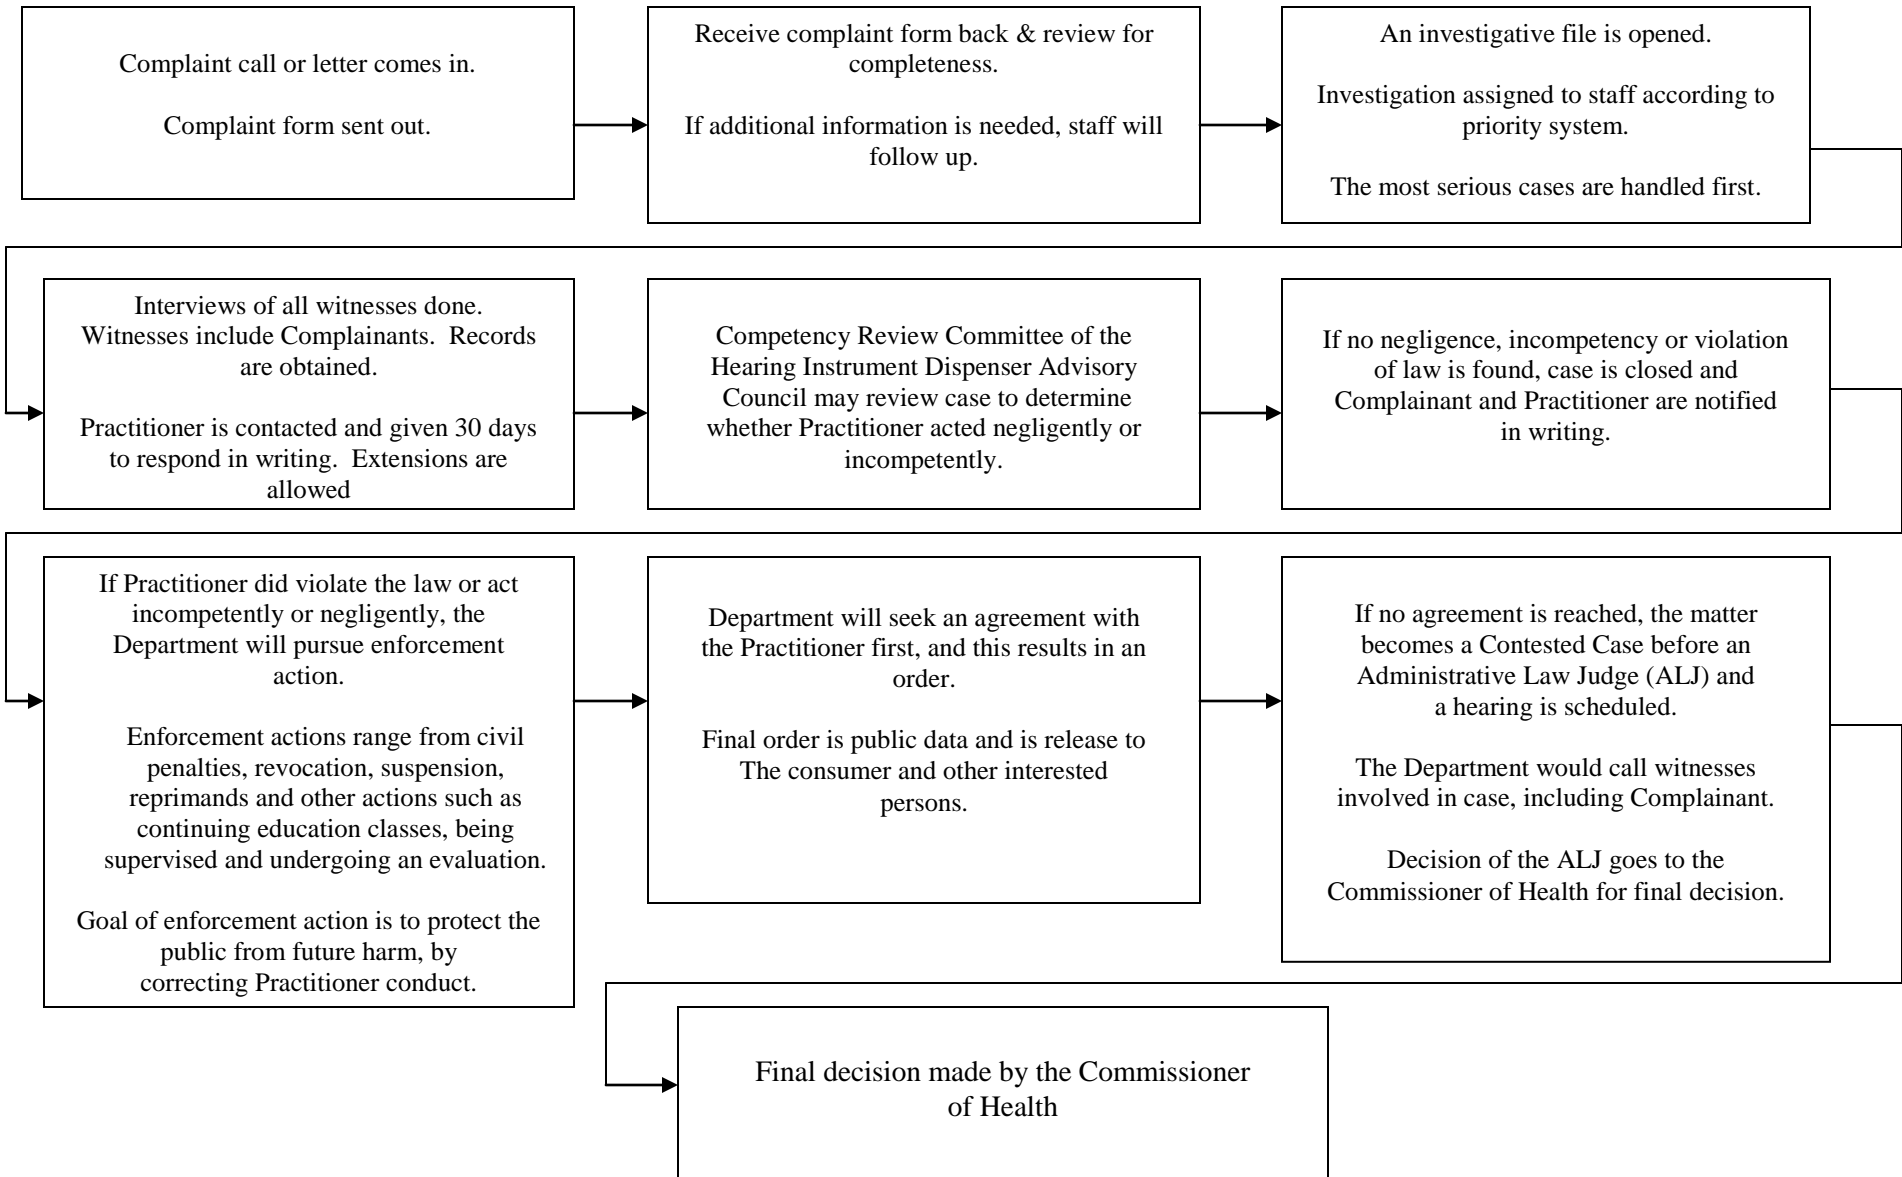 Complaint call or letter comes in.
Complaint form sent out.
Receive complaint form back & review for
completeness.
If additional information is needed, staff will
follow up.
An investigative file is opened.
Investigation assigned to staff according to
priority system.
The most serious cases are handled first.
Interviews of all witnesses done.
Witnesses include Complainants.  Records
are obtained.
Practitioner is contacted and given 30 days
to respond in writing.  Extensions are
allowed
Competency Review Committee of the
Hearing Instrument Dispenser Advisory
Council may review case to determine
whether Practitioner acted negligently or
incompetently.
If no negligence, incompetency or violation
of law is found, case is closed and
Complainant and Practitioner are notified
in writing.
If Practitioner did violate the law or act
incompetently or negligently, the
Department will pursue enforcement
action.
Enforcement actions range from civil
penalties, revocation, suspension,
reprimands and other actions such as
continuing education classes, being
supervised and undergoing an evaluation.
Goal of enforcement action is to protect the
public from future harm, by
correcting Practitioner conduct.
Department will seek an agreement with
the Practitioner first, and this results in an
order.
Final order is public data and is release to
The consumer and other interested
persons.
If no agreement is reached, the matter
becomes a Contested Case before an
Administrative Law Judge (ALJ) and
a hearing is scheduled.
The Department would call witnesses
involved in case, including Complainant.
Decision of the ALJ goes to the
Commissioner of Health for final decision.
Final decision made by the Commissioner
of Health